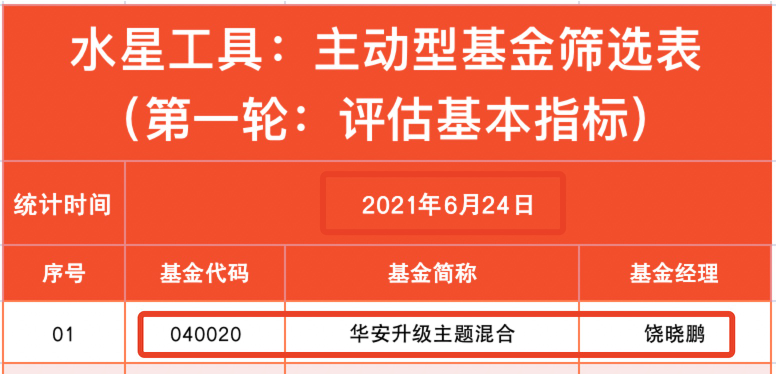 水星工具：主动型基金筛选表
（第一轮：评估基本指标）
统计时间 2021年6月24日
序号 基金代码 基金简称 基金经理
01 040020 华安升级主题混合 饶晓鹏